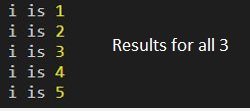 i is 1
i is 2
i is 3
i is 4
i is 5
Results for all 3